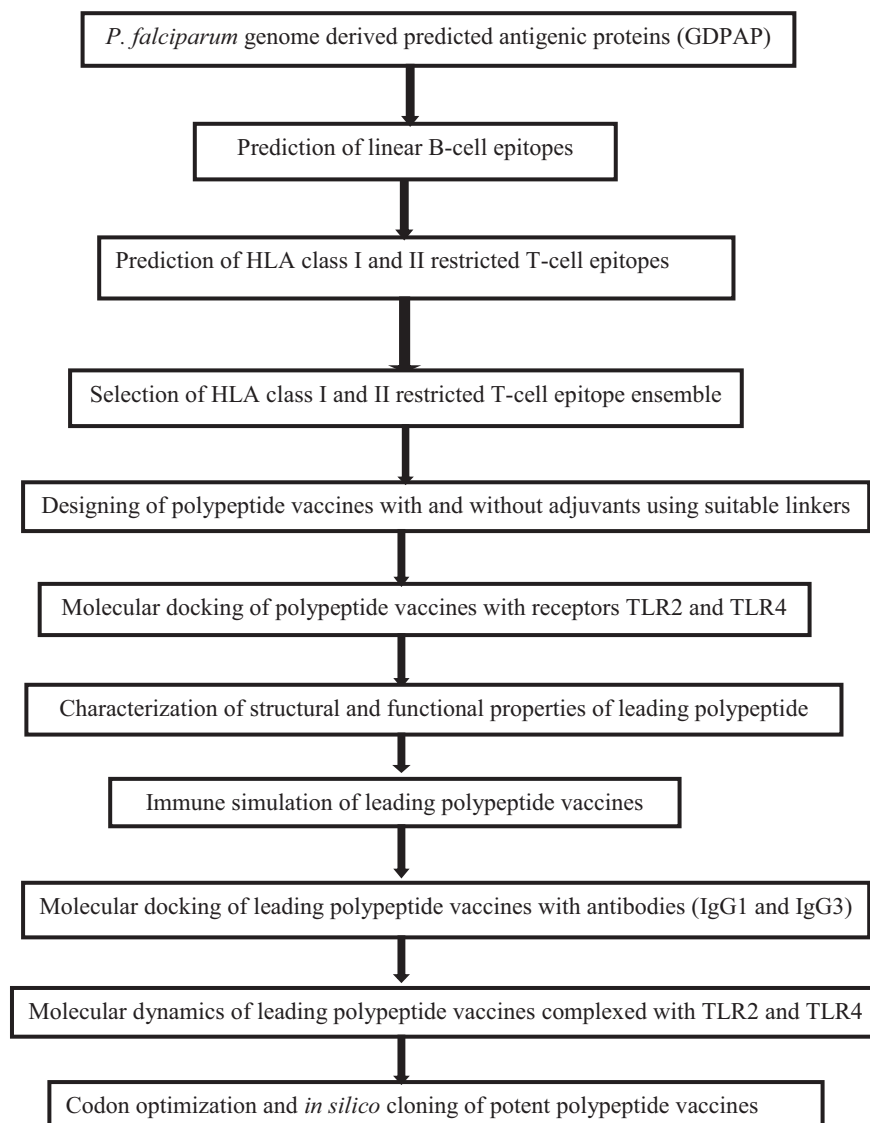 P. falciparum genome derived predicted antigenic proteins (GDPAP)
Prediction of linear B-cell epitopes
Prediction of HLA class I and II restricted T-cell epitopes
Selection of HLA class I and II restricted T-cell epitope ensemble
Designing of polypeptide vaccines with and without adjuvants using suitable linkers
Molecular docking of polypeptide vaccines with receptors TLR2 and TLR4
Characterization of structural and functional properties of leading polypeptide
Immune simulation of leading polypeptide vaccines
Molecular docking of leading polypeptide vaccines with antibodies (IgG1 and IgG3)
Molecular dynamics of leading polypeptide vaccines complexed with TLR2 and TLR4
Codon optimization and in silico cloning of potent polypeptide vaccines